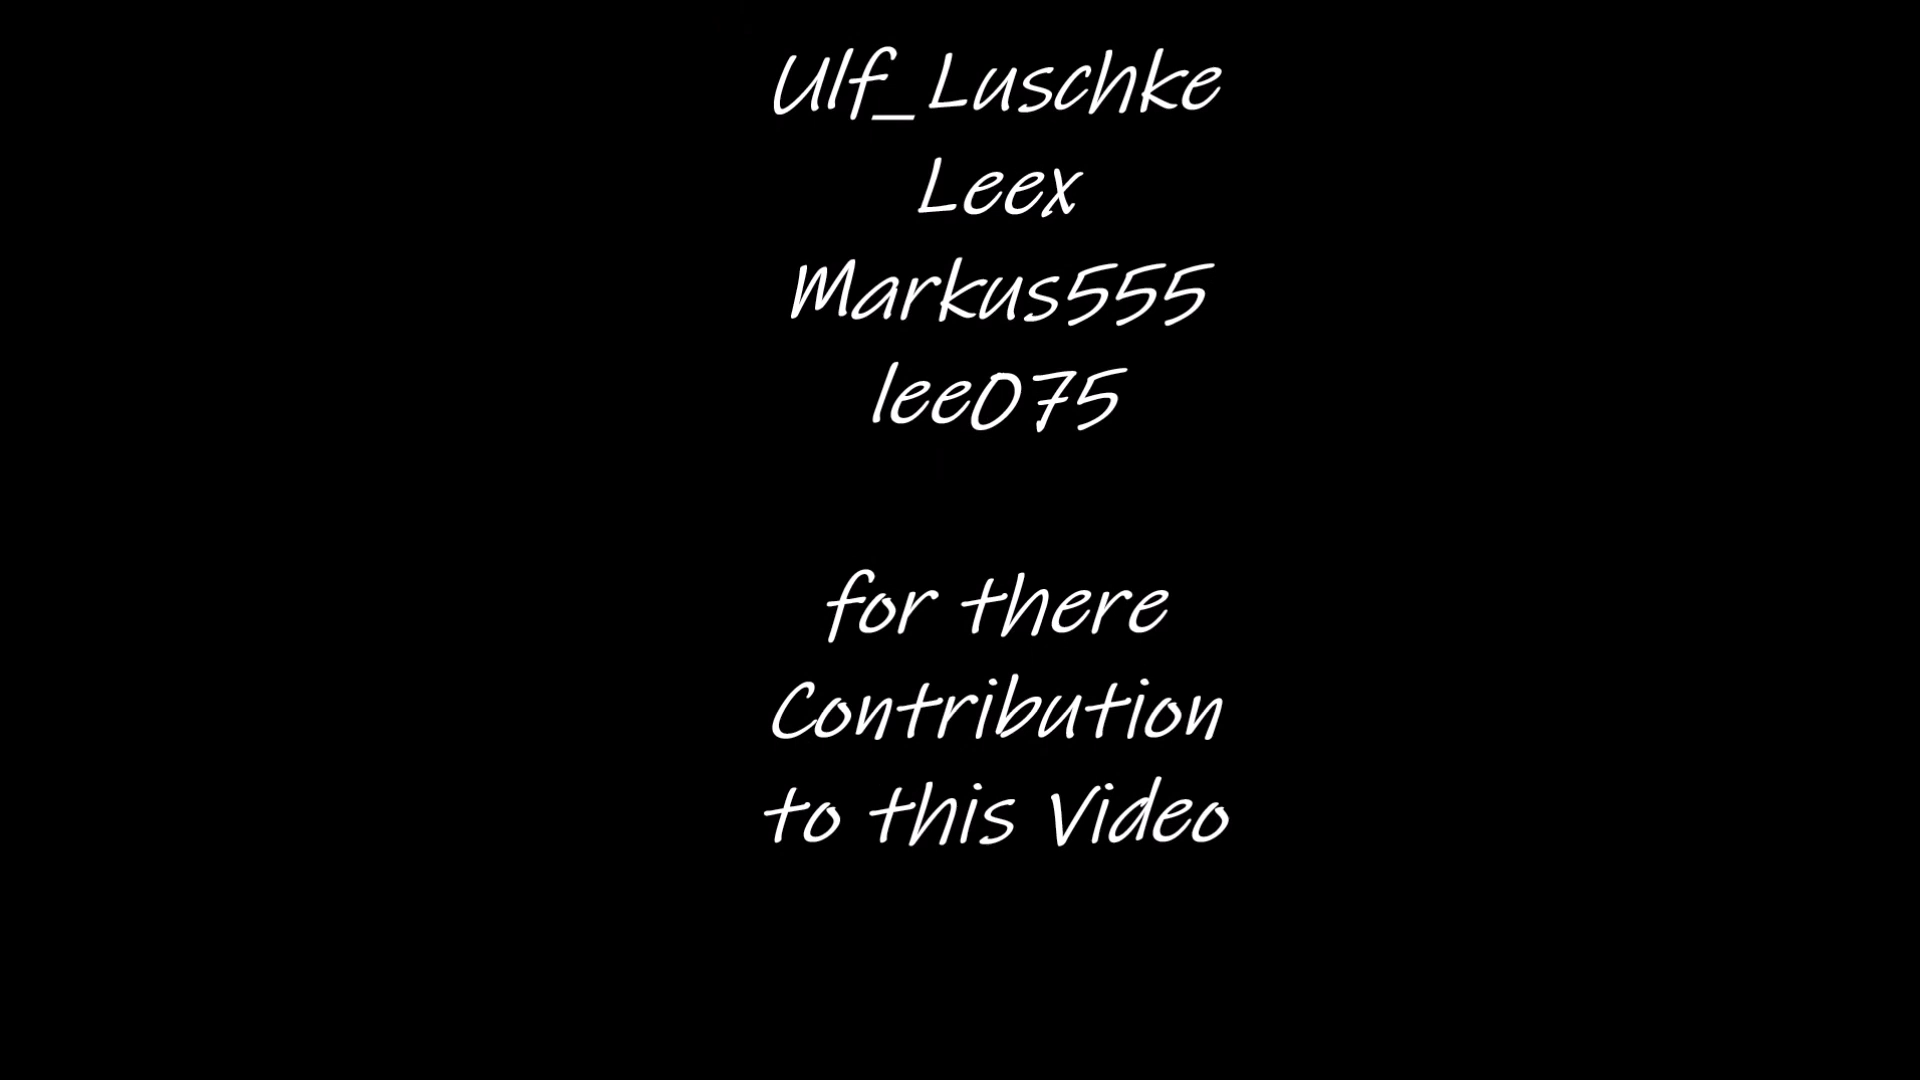 Ulf_Luschke
Leex
Markus555
lee075
for there
Contribution
to this Video